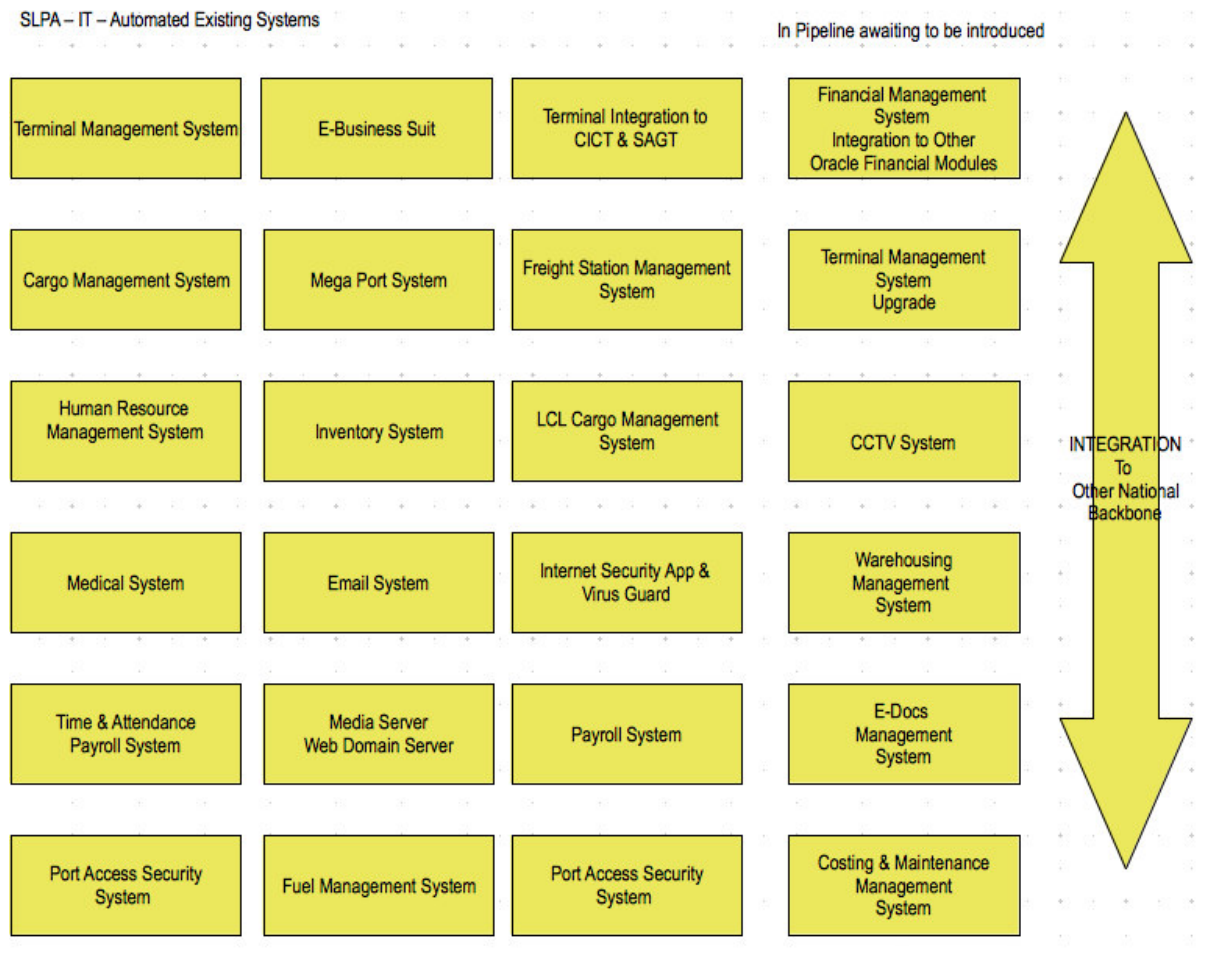 SLPA – IT – Automated Existing Systems
In Pipeline awaiting to be introduced
Terminal Management System
E-Business Suit
Terminal Integration to
CICT & SAGT
Financial Management
System
Integration to Other
Oracle Financial Modules
Cargo Management System
Mega Port System
Freight Station Management
System
Terminal Management
System
Upgrade
Human Resource
Management System
Inventory System
LCL Cargo Management
System
CCTV System
INTEGRATION
To
Other National
Backbone
Medical System
Email System
Internet Security App &
Virus Guard
Warehousing
Management
System
Time & Attendance
Payroll System
Media Server
Web Domain Server
Payroll System
E-Docs
Management
System
Port Access Security
System
Fuel Management System
Port Access Security
System
Costing & Maintenance
Management
System